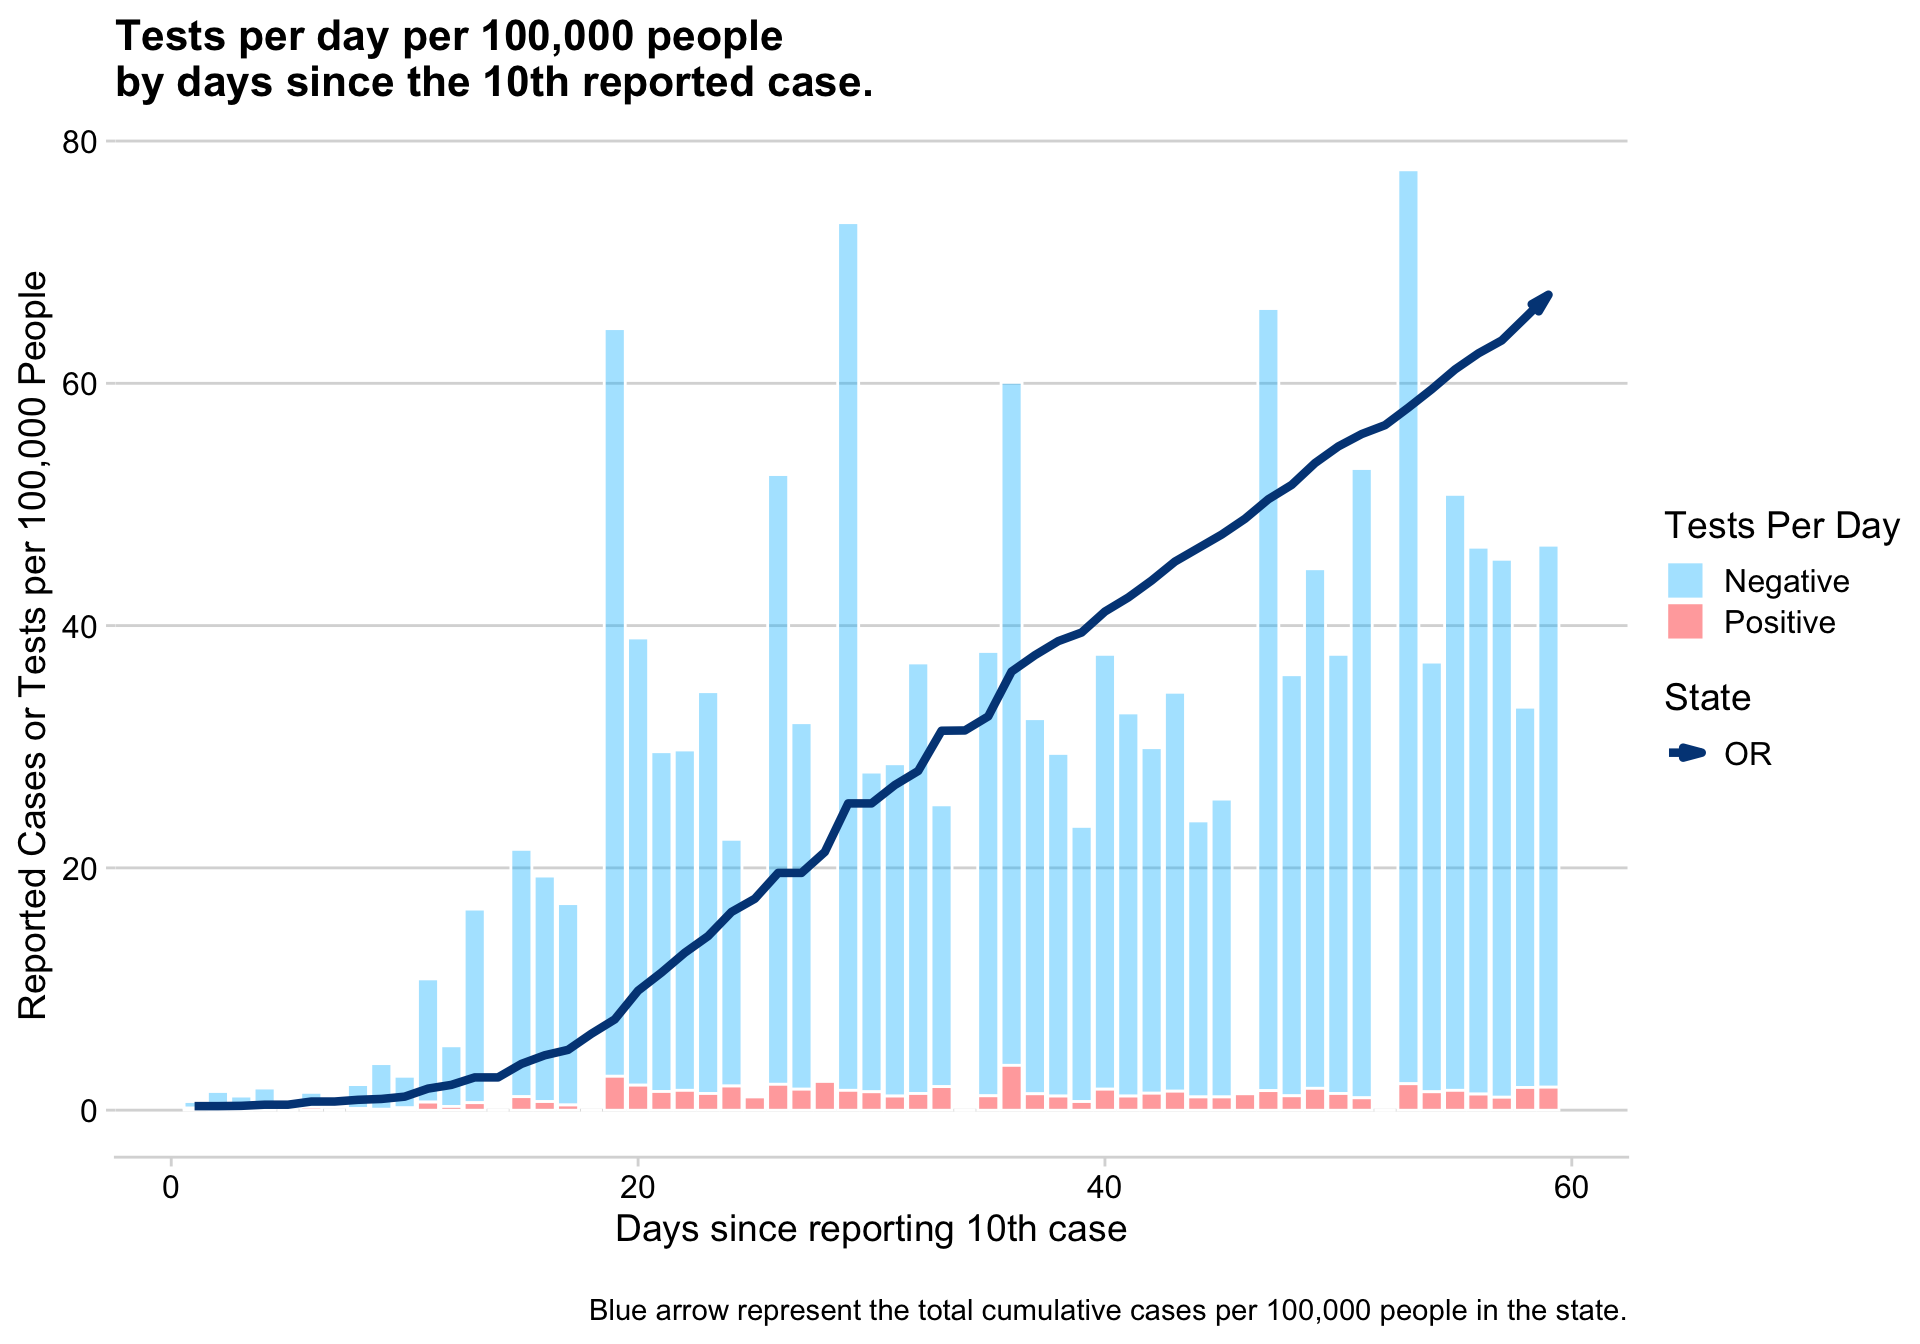 Tests per day per 100,000 people
by days since the 10th reported case.
Reported Cases or Tests per 100,000 People
80
60
40
20
0
0 20 40 60
Days since reporting 10th case
Tests Per Day
Negative
Positive
State
OR
Blue arrow represent the total cumulative cases per 100,000 people in the state.